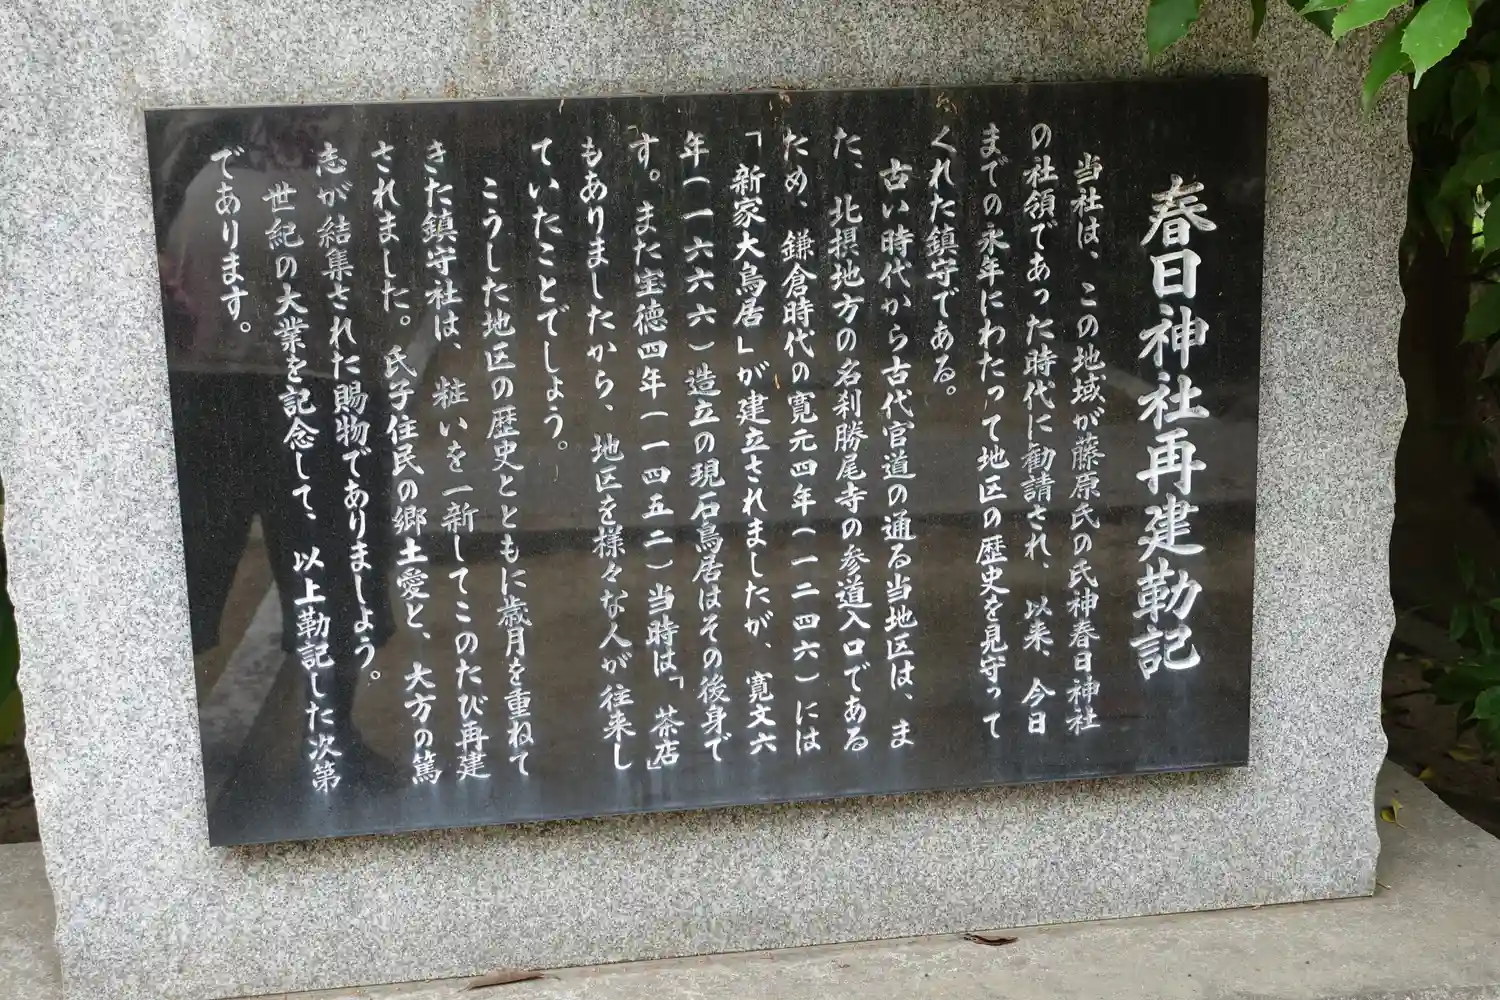 春日神社再建勒記
当社は、この地域が藤原氏の氏神春日神社
の社領であった時代に勧請され、以来、今日
までの永年にわたって地区の歴史を見守って
くれた鎮守である。
古い時代から古代官道の通る当地区は、ま
た、北摂地方の名刹勝尾寺の参道入口である
ため、鎌倉時代の寛元四年(一二四六)には
「新家大鳥居」が建立されましたが、寛文六
年(一六六六)造立の現石鳥居はその後身で
す。また宝徳四年(一四五二)当時は「茶店」
もありましたから、地区を様々な人が往来し
ていたことでしょう。
こうした地区の歴史とともに歳月を重ねて
きた鎮守社は、粧いを一新してこのたび再建
されました。氏子住民の郷土愛と、大方の篤
志が結集された賜物でありましょう。
世紀の大業を記念して、以上勒記した次第
であります。